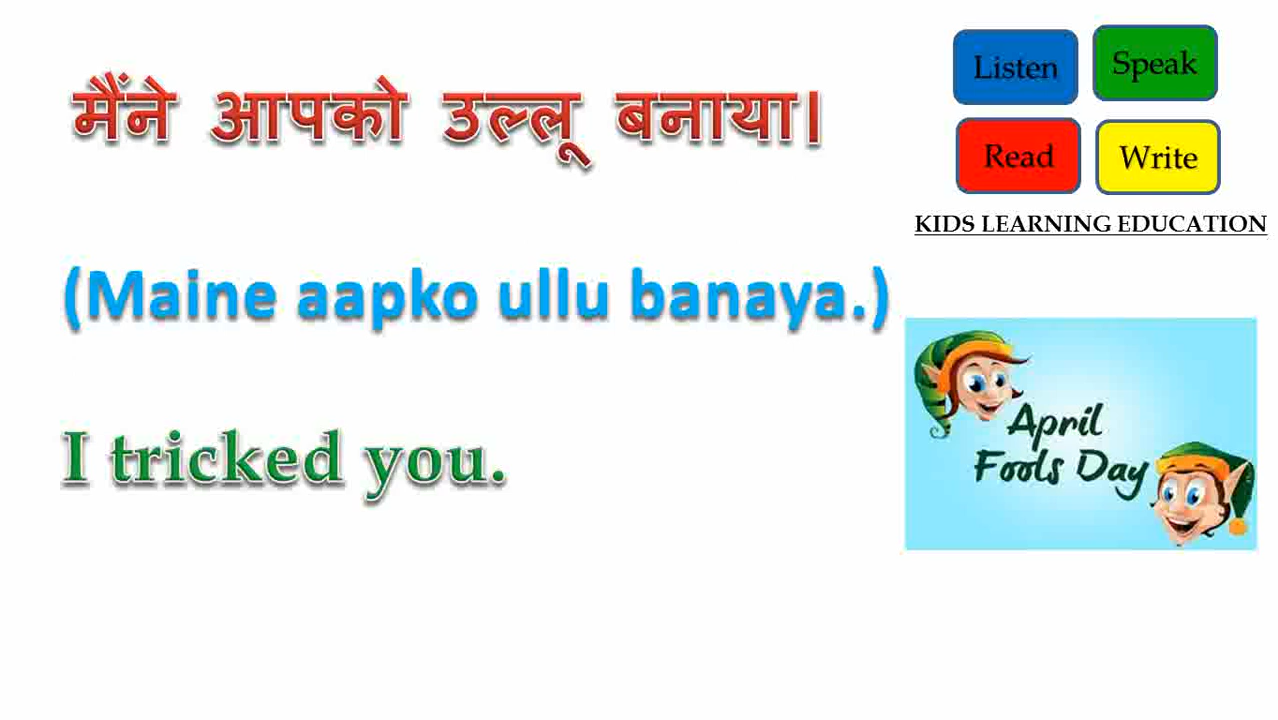 मैंने आपको उल्लू बनाया।
(Maine aapko ullu banaya.)
I tricked you.
Listen
Speak
Read
Write
KIDS LEARNING EDUCATION
April
Fools Day